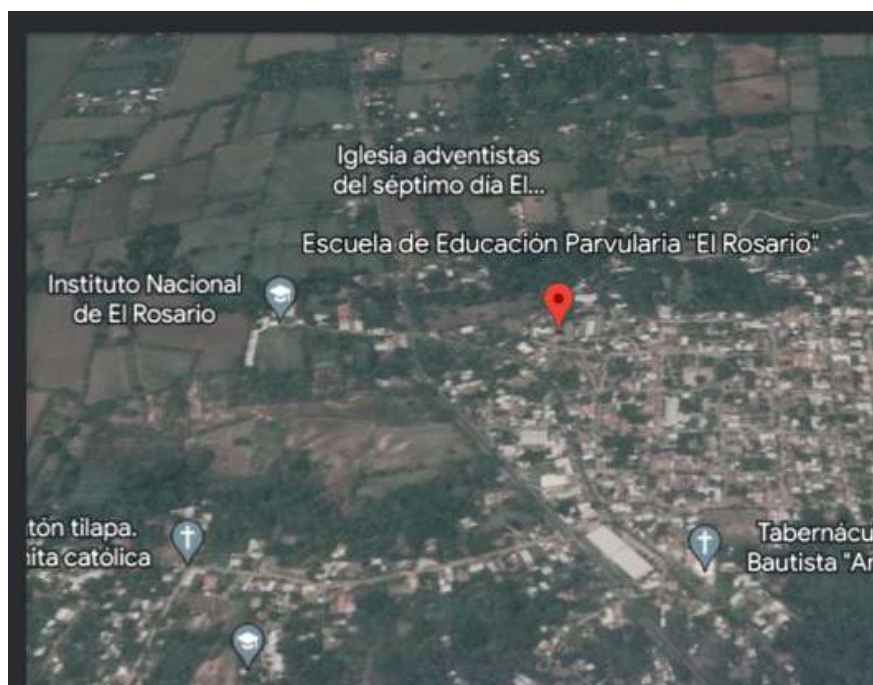 Iglesia adventistas
del séptimo día El...
Escuela de Educación Parvularia "El Rosario"
Instituto Nacional
de El Rosario
tón tilapa.
ita católica
Tabernácu
Bautista "Ar